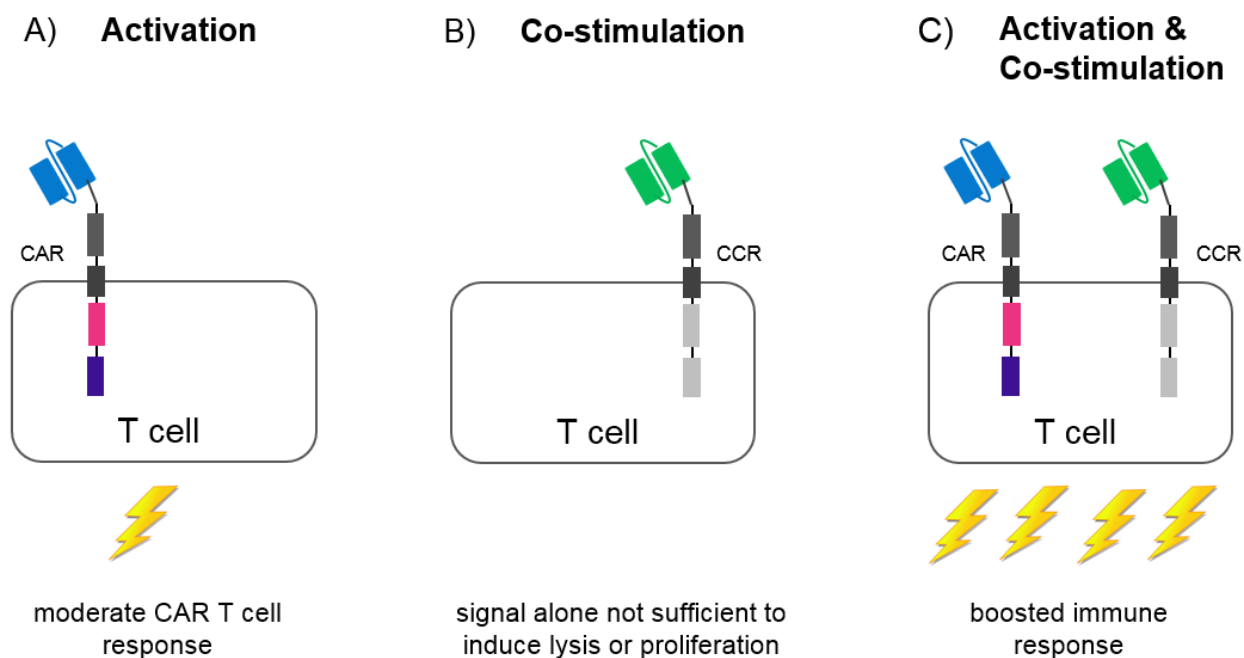 A) Activation
CAR
T cell
moderate CAR T cell
response
B) Co-stimulation
CCR
T cell
signal alone not sufficient to
induce lysis or proliferation
C) Activation &
Co-stimulation
CAR
CCR
T cell
boosted immune
response